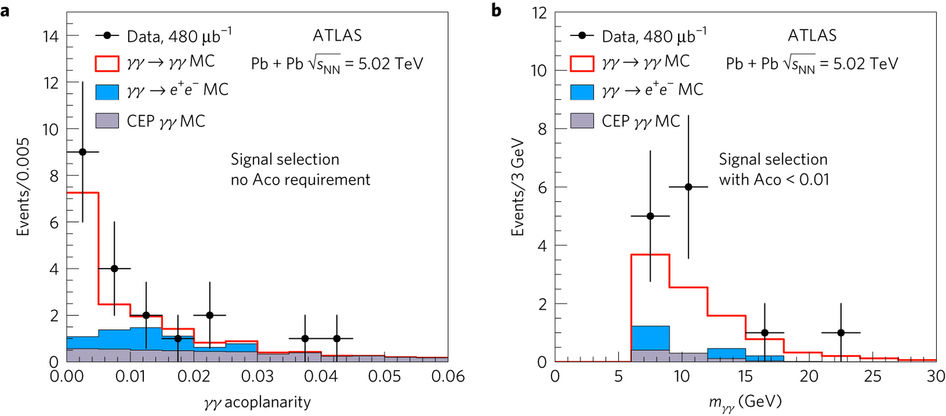 a
14
12
10
8
6
4
2
0
Events/0.005
Data, 480 μb⁻¹
γγ → γγ MC
γγ → e⁺e⁻ MC
CEP γγ MC
ATLAS
Pb + Pb √sNN = 5.02 TeV
Signal selection
no Aco requirement
0.00 0.01 0.02 0.03 0.04 0.05 0.06
γγ acoplanarity
b
12
10
8
6
4
2
0
Events/3 GeV
Data, 480 μb⁻¹
γγ → γγ MC
γγ → e⁺e⁻ MC
CEP γγ MC
ATLAS
Pb + Pb √sNN = 5.02 TeV
Signal selection
with Aco < 0.01
0 5 10 15 20 25 30
mγγ (GeV)